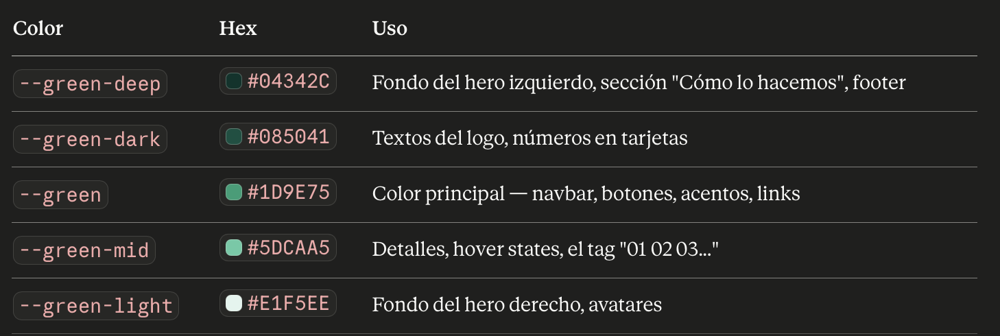 Color Hex Uso
--green-deep #04342C Fondo del hero izquierdo, sección "Cómo lo hacemos", footer
--green-dark #085041 Textos del logo, números en tarjetas
--green #1D9E75 Color principal — navbar, botones, acentos, links
--green-mid #5DCAA5 Detalles, hover states, el tag "01 02 03..."
--green-light #E1F5EE Fondo del hero derecho, avatares